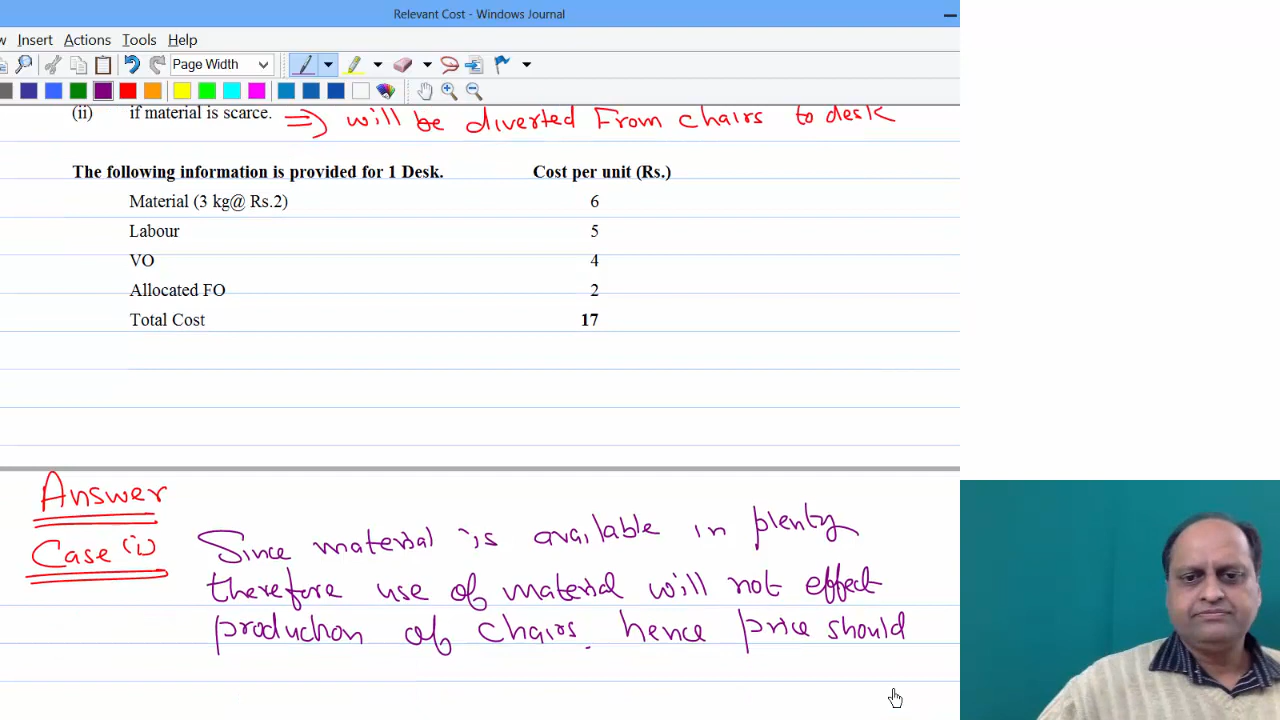 Relevant Cost - Windows Journal
Insert Actions Tools Help
Page Width
(ii) if material is scarce. ⇒ will be diverted From chairs to desk
The following information is provided for 1 Desk. Cost per unit (Rs.)
Material (3 kg@ Rs.2) 6
Labour 5
VO 4
Allocated FO 2
Total Cost 17
Answer
Case (i) Since material is available in plenty
therefore use of material will not effect
production of chairs. hence price should